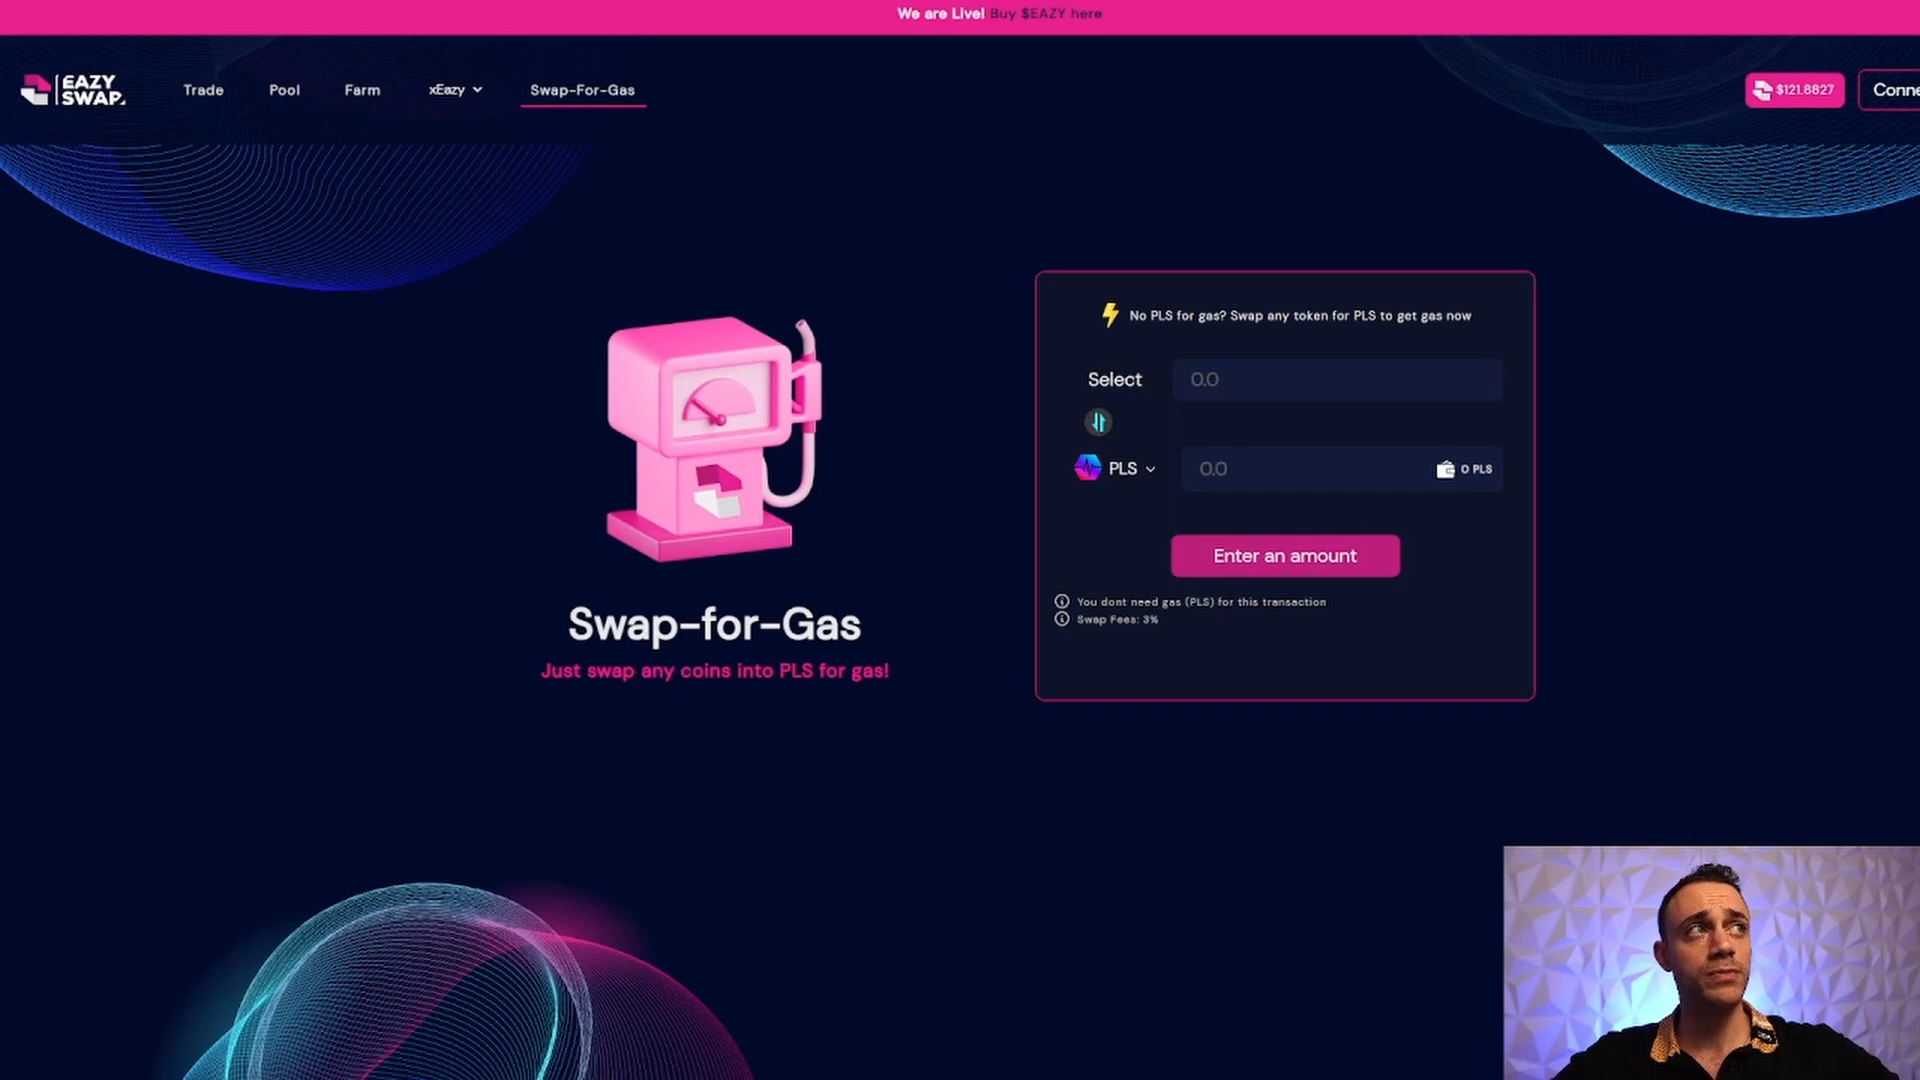 We are Live! Buy $EAZY here
EAZY
SWAP.
Trade
Pool
Farm
xEazy
Swap-For-Gas
$121.8827
Conne
No PLS for gas? Swap any token for PLS to get gas now
Select
0.0
PLS
0.0
0 PLS
Enter an amount
You dont need gas (PLS) for this transaction
Swap Fees: 3%
Swap-for-Gas
Just swap any coins into PLS for gas!